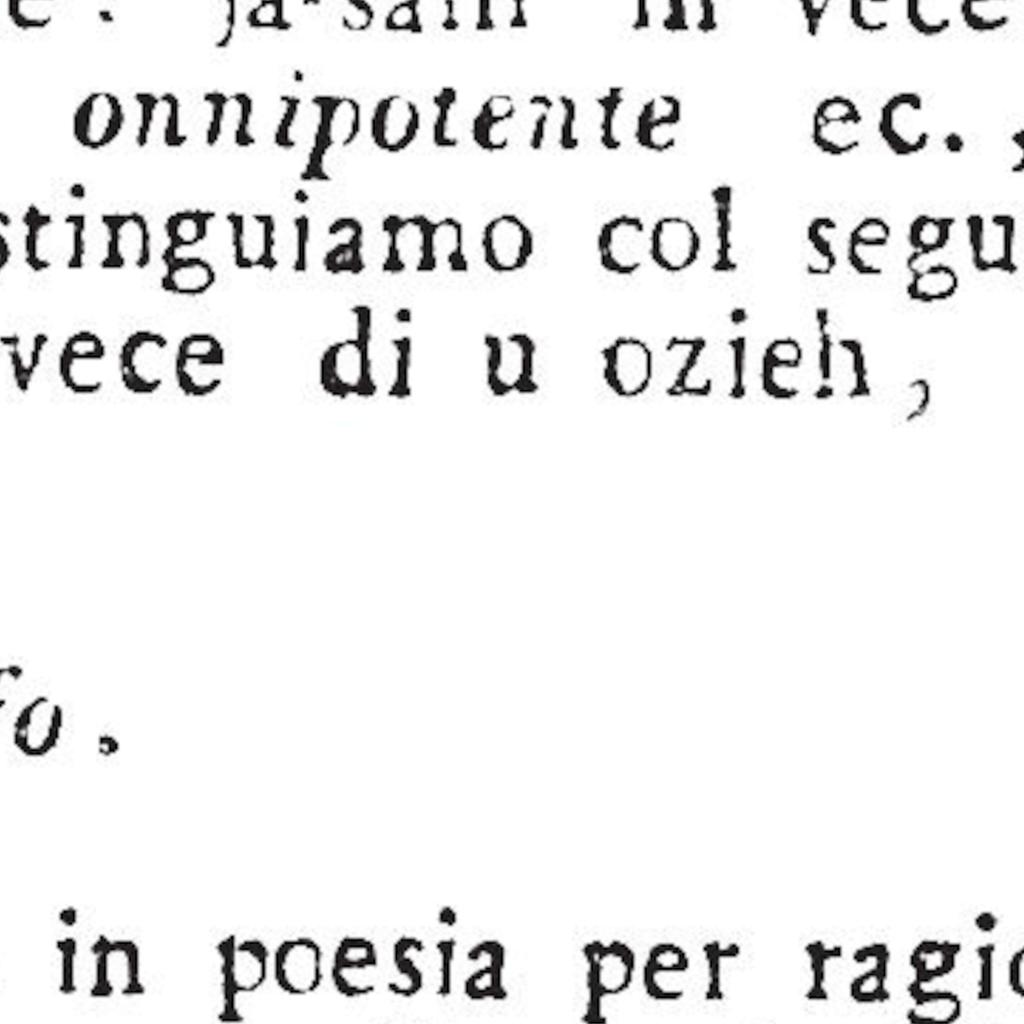 ja-sam in vece
onnipotente ec. ,
stinguiamo col segu
vece di u ozieh ,
fo .
in poesia per ragio